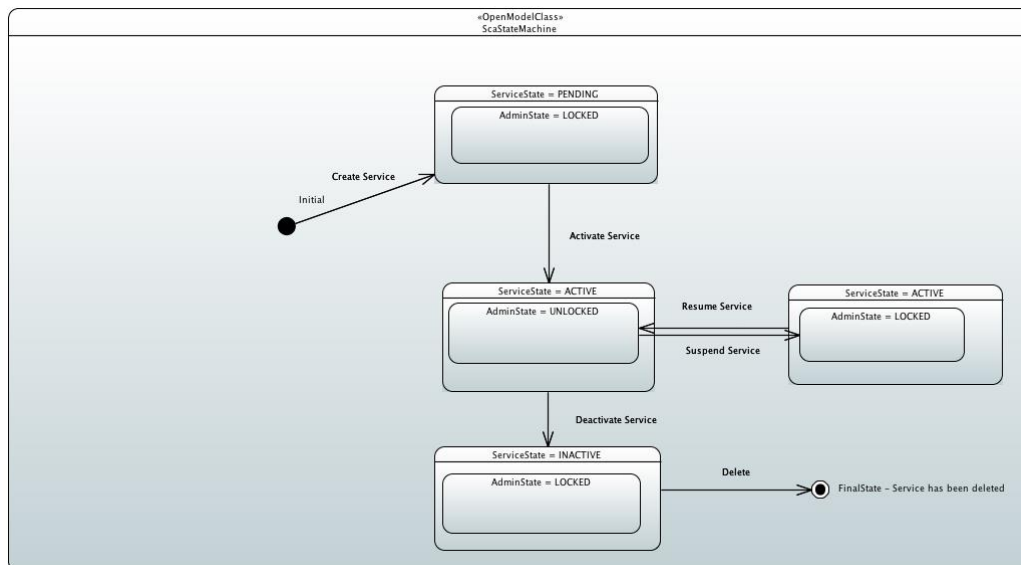 «OpenModelClass»
ScaStateMachine
ServiceState = PENDING
AdminState = LOCKED
Create Service
Initial
Activate Service
ServiceState = ACTIVE
AdminState = UNLOCKED
Resume Service
Suspend Service
ServiceState = ACTIVE
AdminState = LOCKED
Deactivate Service
ServiceState = INACTIVE
AdminState = LOCKED
Delete
FinalState - Service has been deleted